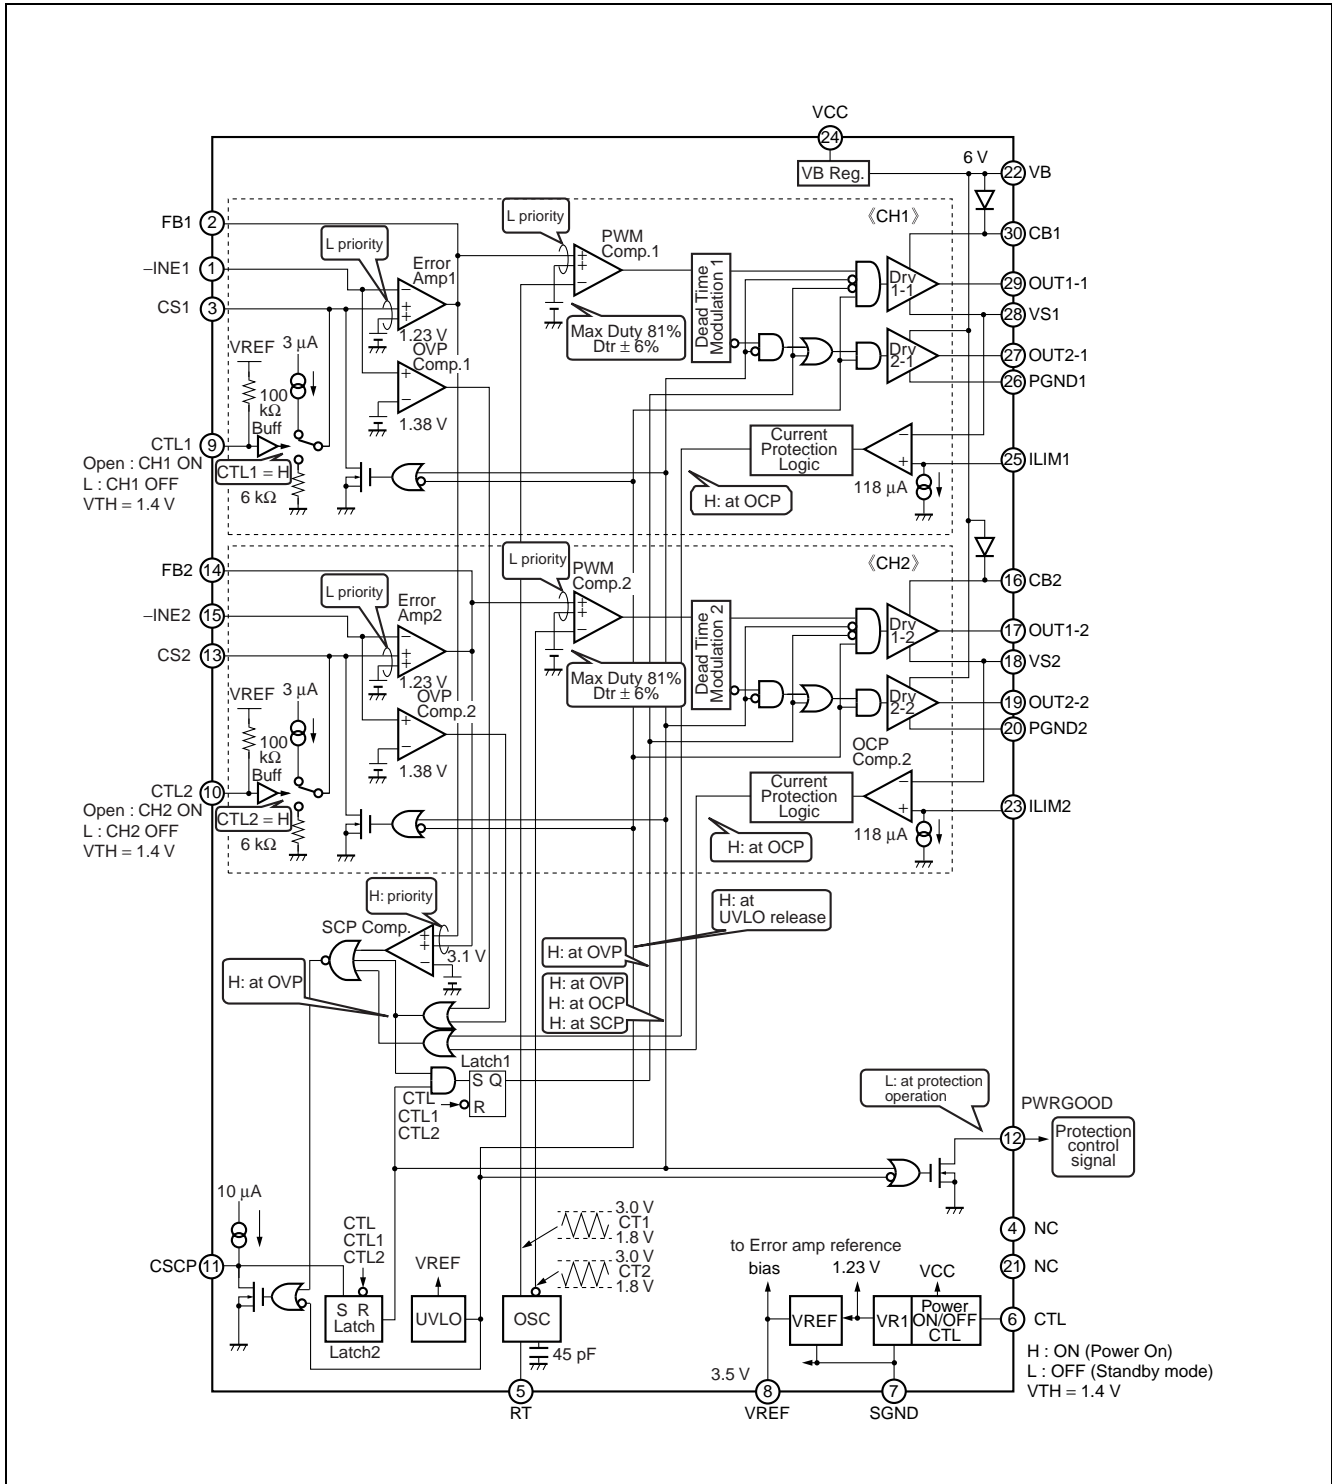 VCC
24
VB Reg.
6 V
22 VB
《CH1》
FB1 2
L priority
L priority
PWM
Comp.1
30 CB1
–INE1 1
Error
Amp1
Dead Time
Modulation 1
Drv
1-1
29 OUT1-1
CS1 3
28 VS1
1.23 V
Max Duty 81%
Dtr ± 6%
VREF
3 μA
OVP
Comp.1
Drv
2-1
27 OUT2-1
26 PGND1
100
kΩ
1.38 V
Buff
CTL1 9
Open : CH1 ON
L : CH1 OFF
VTH = 1.4 V
CTL1 = H
6 kΩ
Current
Protection
Logic
25 ILIM1
118 μA
H: at OCP
《CH2》
FB2 14
L priority
L priority
PWM
Comp.2
16 CB2
–INE2 15
Error
Amp2
Dead Time
Modulation 2
Drv
1-2
17 OUT1-2
CS2 13
18 VS2
1.23 V
Max Duty 81%
Dtr ± 6%
VREF
3 μA
OVP
Comp.2
Drv
2-2
19 OUT2-2
20 PGND2
100
kΩ
1.38 V
OCP
Comp.2
Buff
CTL2 10
Open : CH2 ON
L : CH2 OFF
VTH = 1.4 V
CTL2 = H
6 kΩ
Current
Protection
Logic
23 ILIM2
118 μA
H: at OCP
H: priority
H: at
UVLO release
SCP Comp.
3.1 V
H: at OVP
H: at OVP
H: at OVP
H: at OCP
H: at SCP
Latch1
S Q
R
CTL
CTL1
CTL2
L: at protection
operation
PWRGOOD
12
Protection
control
signal
10 μA
CTL
CTL1
CTL2
3.0 V
CT1
1.8 V
4 NC
CSCP 11
VREF
3.0 V
CT2
1.8 V
to Error amp reference
bias
1.23 V
21 NC
VCC
S R
Latch
Latch2
UVLO
OSC
45 pF
VREF
VR1
Power
ON/OFF
CTL
6 CTL
H : ON (Power On)
L : OFF (Standby mode)
VTH = 1.4 V
3.5 V
5
RT
8
VREF
7
SGND